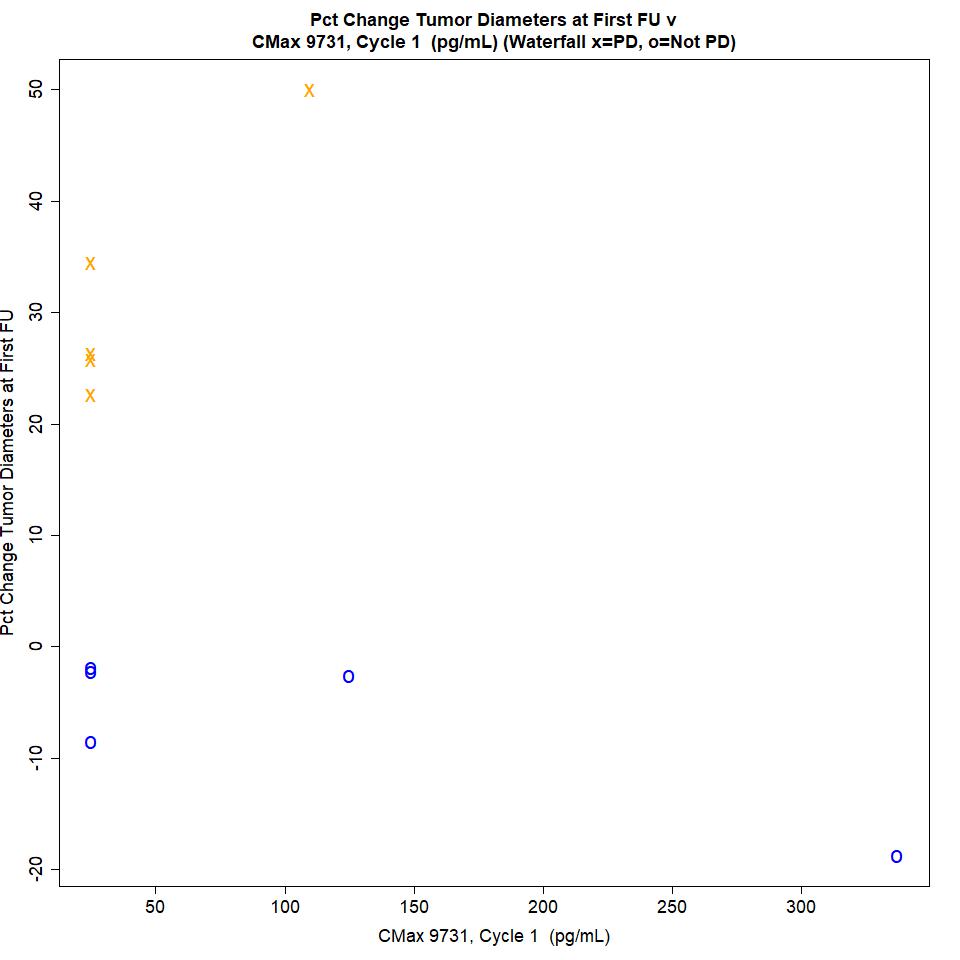 Pct Change Tumor Diameters at First FU v
CMax 9731, Cycle 1  (pg/mL) (Waterfall x=PD, o=Not PD)
Pct Change Tumor Diameters at First FU
50
40
30
20
10
0
-10
-20
X
X
X
X
X
O
O
O
O
O
50
100
150
200
250
300
CMax 9731, Cycle 1  (pg/mL)